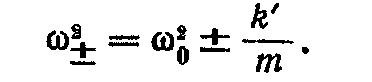 ω²± = ω²₀ ± k′/m.